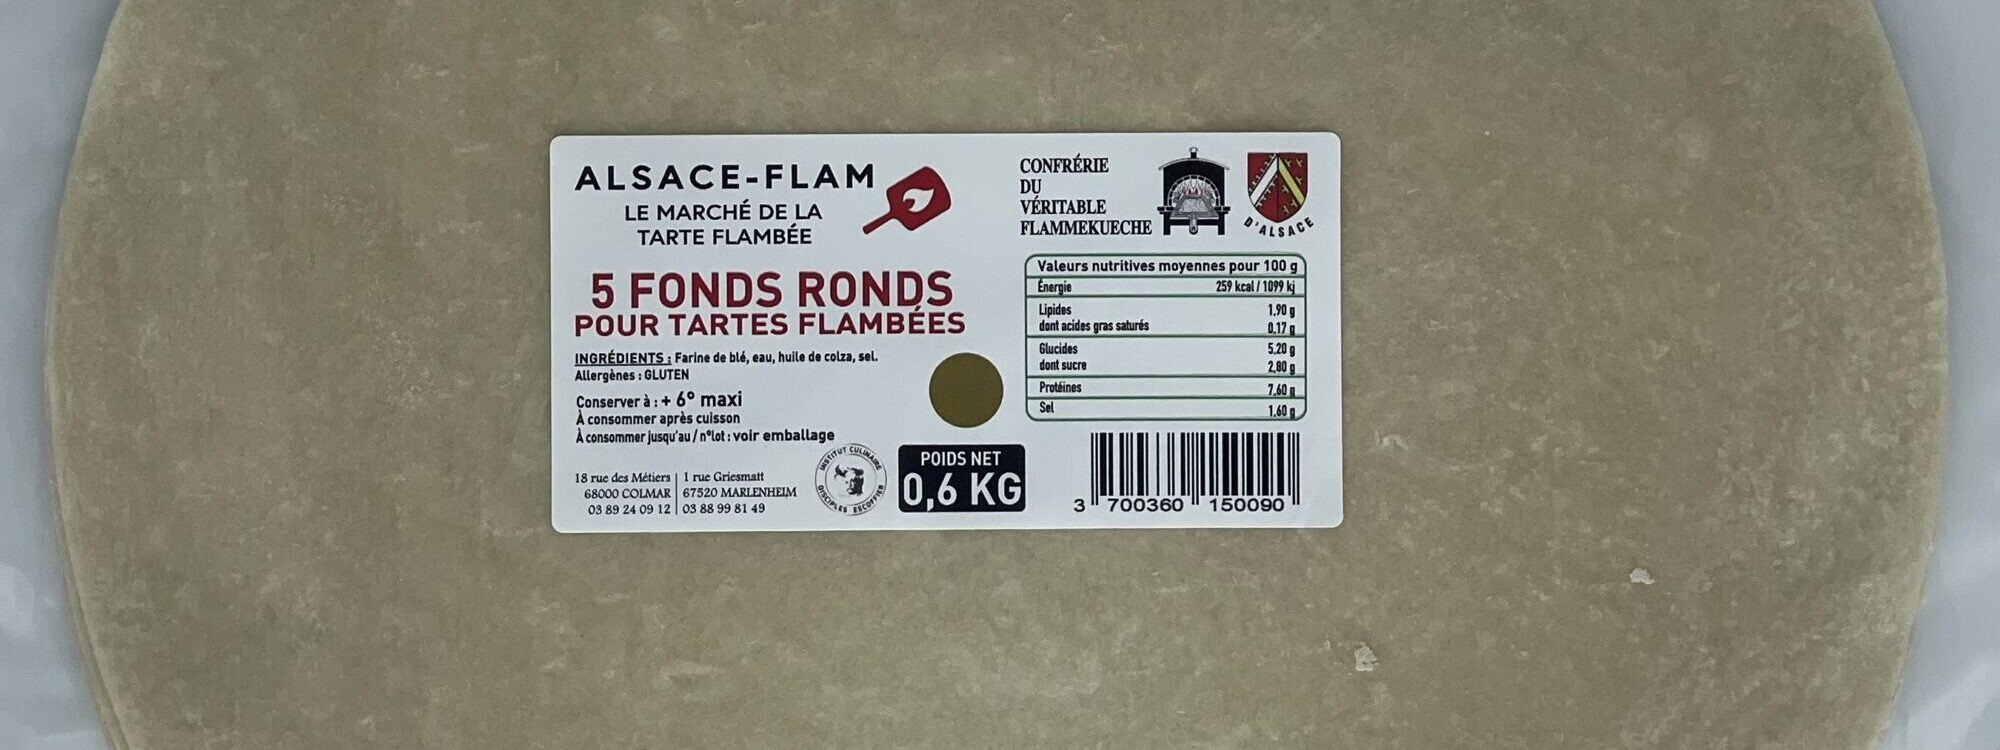 ALSACE-FLAM
LE MARCHÉ DE LA
TARTE FLAMBÉE
CONFRÉRIE
DU
VÉRITABLE
FLAMMEKUECHE
D'ALSACE
5 FONDS RONDS
POUR TARTES FLAMBÉES
INGRÉDIENTS : Farine de blé, eau, huile de colza, sel.
Allergènes : GLUTEN
Conserver à : + 6° maxi
À consommer après cuisson
À consommer jusqu'au / n°lot : voir emballage
18 rue des Métiers | 1 rue Griesmatt
68000 COLMAR | 67520 MARLENHEIM
03 89 24 09 12 | 03 88 99 81 49
INSTITUT CULINAIRE
DISCIPLES ESCOFFIER
POIDS NET
0,6 KG
Valeurs nutritives moyennes pour 100 g
Énergie 259 kcal / 1099 kj
Lipides 1,90 g
dont acides gras saturés 0,17 g
Glucides 5,20 g
dont sucre 2,80 g
Protéines 7,60 g
Sel 1,60 g
3 700360 150090